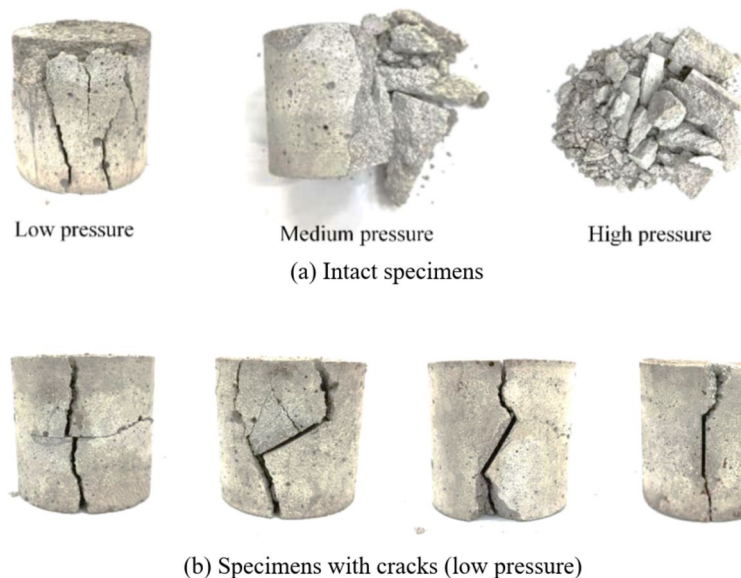 Low pressure
Medium pressure
High pressure
(a) Intact specimens
(b) Specimens with cracks (low pressure)